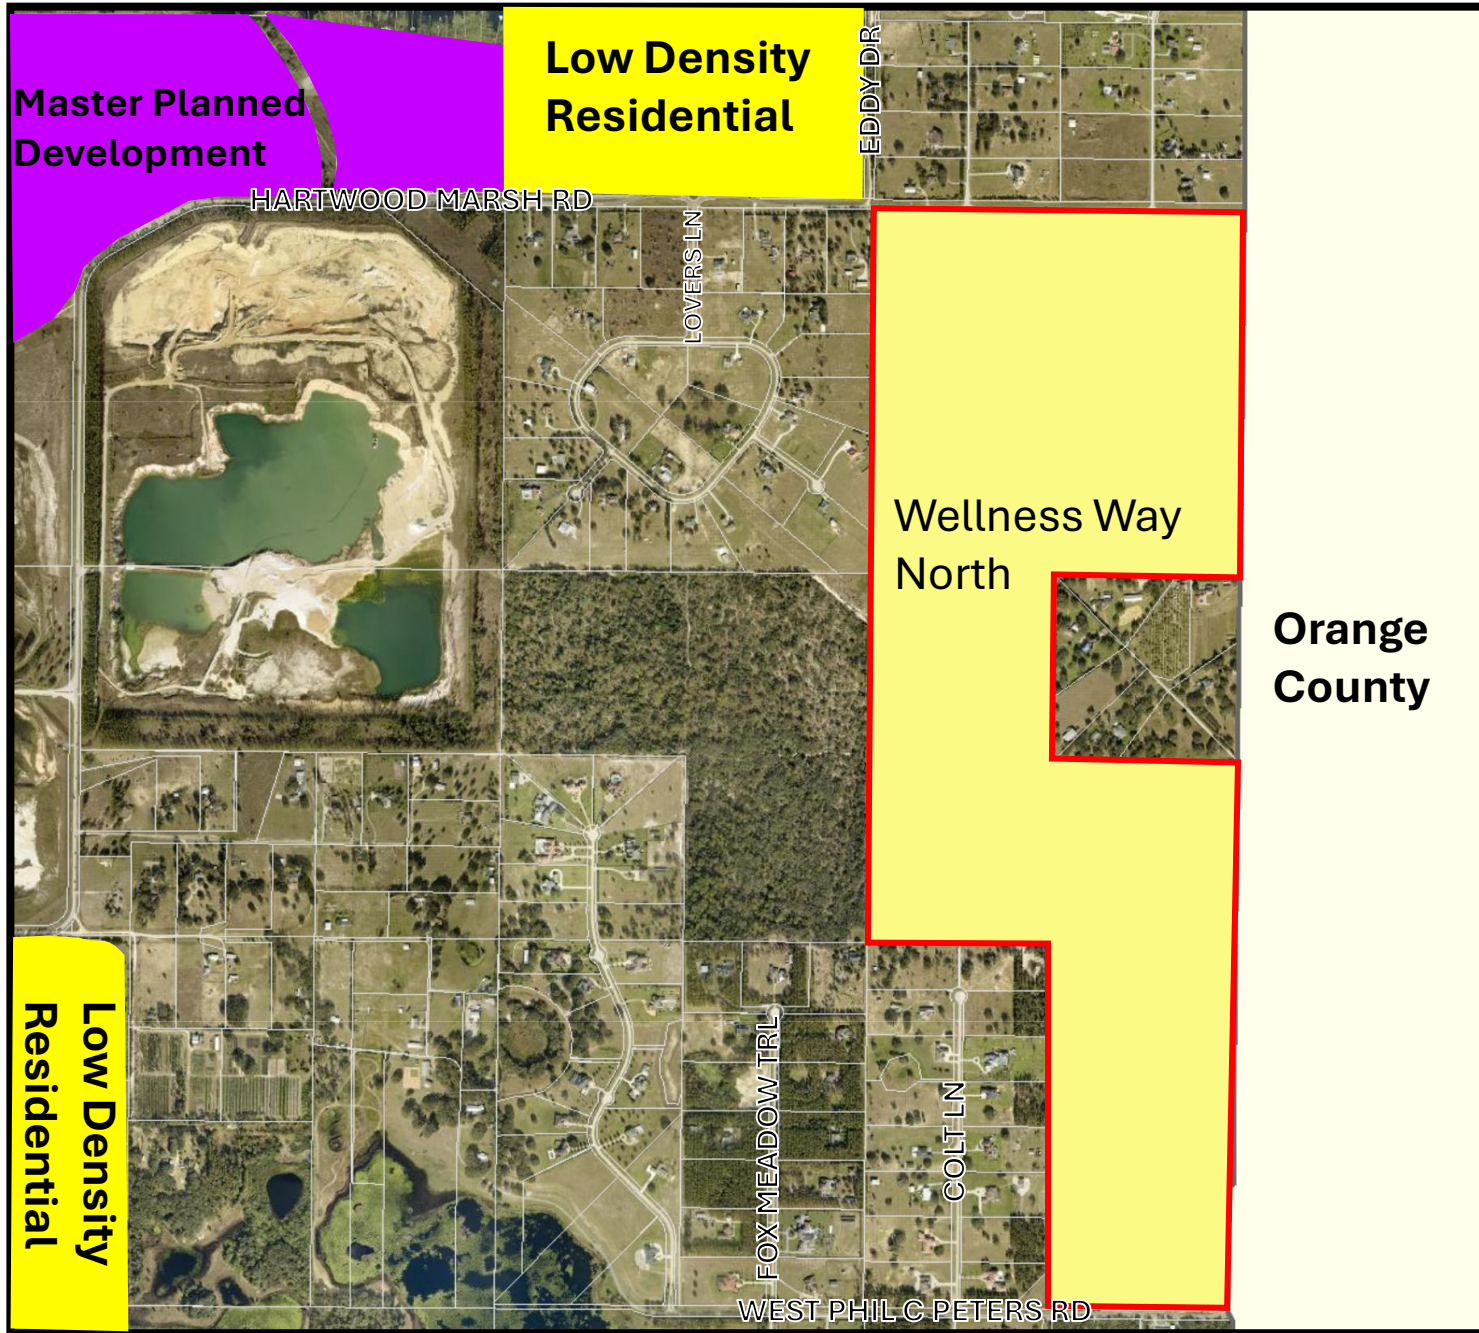 Low Density
Residential
EDDY DR
Master Planned
Development
HARTWOOD MARSH RD
LOVERS LN
Wellness Way
North
Orange
County
Low Density
Residential
FOX MEADOW TRL
COLT LN
WEST PHIL C PETERS RD